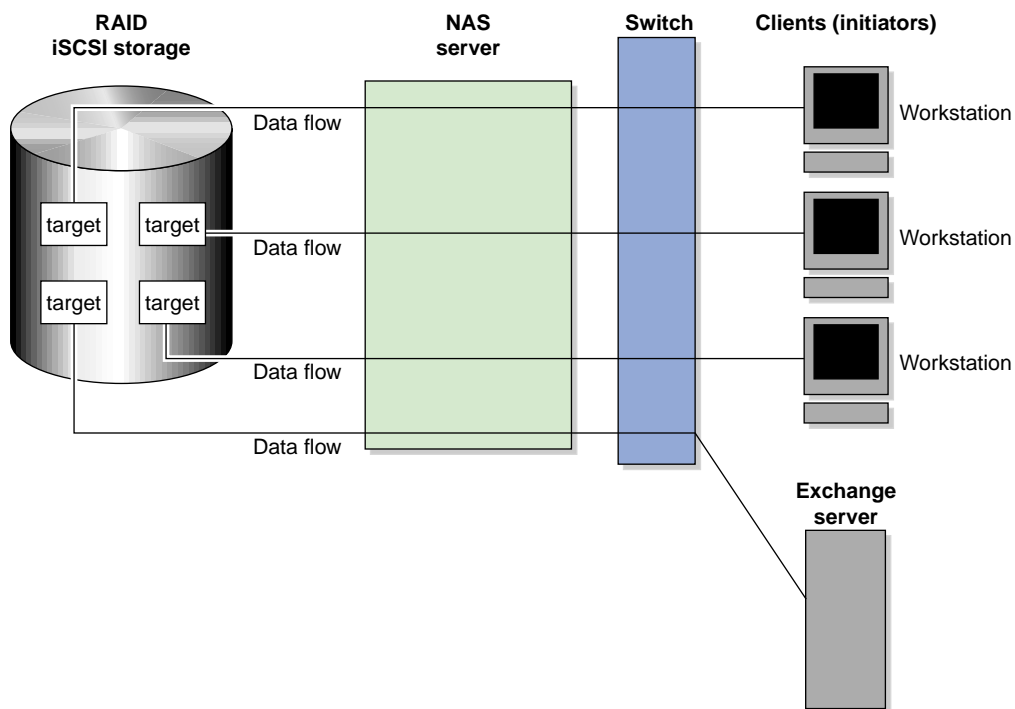 RAID
iSCSI storage
NAS
server
Switch
Clients (initiators)
Data flow
Workstation
target
target
Data flow
Workstation
target
target
Data flow
Workstation
Data flow
Exchange
server